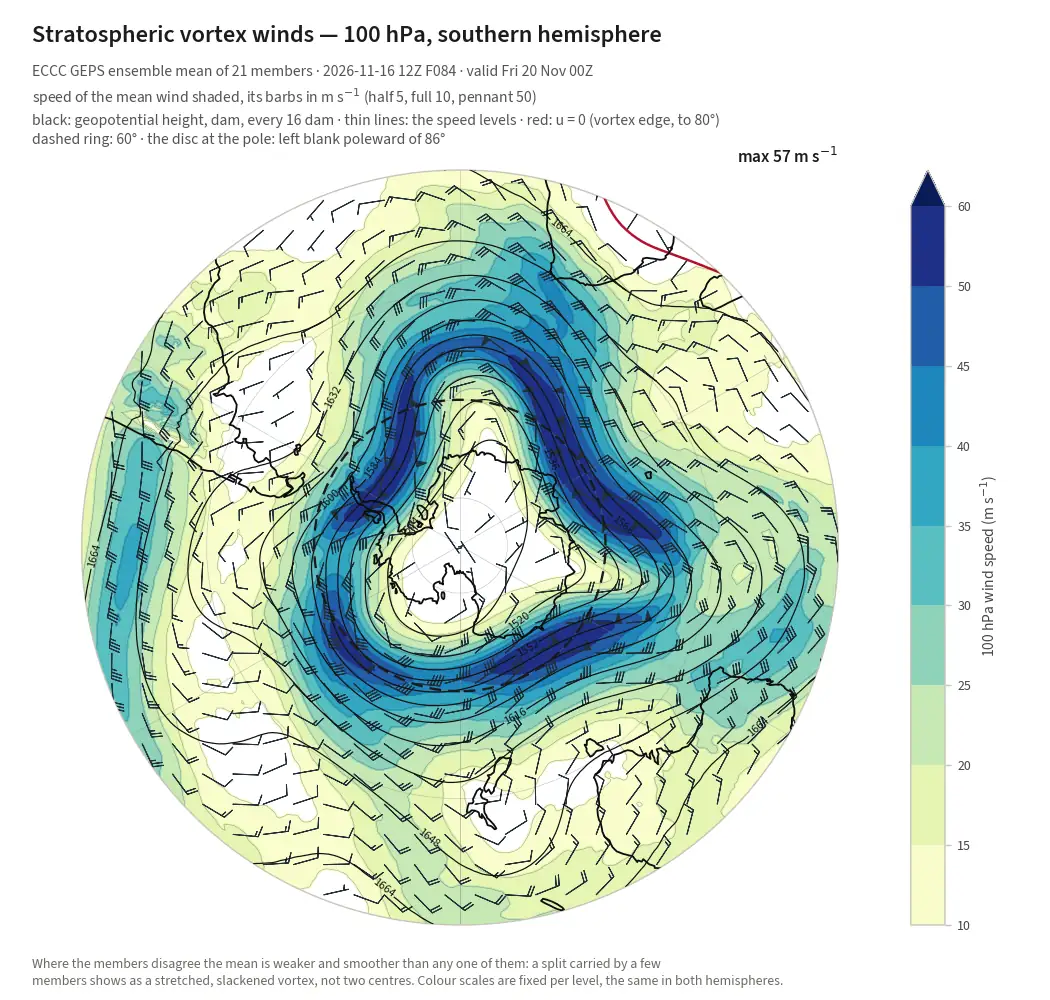 Stratospheric vortex winds — 100 hPa, southern hemisphere
ECCC GEPS ensemble mean of 21 members · 2026-11-16 12Z F084 · valid Fri 20 Nov 00Z
speed of the mean wind shaded, its barbs in m s⁻¹ (half 5, full 10, pennant 50)
black: geopotential height, dam, every 16 dam · thin lines: the speed levels · red: u = 0 (vortex edge, to 80°)
dashed ring: 60° · the disc at the pole: left blank poleward of 86°
max 57 m s⁻¹
60
50
45
40
35
30
25
20
15
10
100 hPa wind speed (m s⁻¹)
1664
1632
1584
1600
1664
1520
1552
1616
1648
1664
Where the members disagree the mean is weaker and smoother than any one of them: a split carried by a few
members shows as a stretched, slackened vortex, not two centres. Colour scales are fixed per level, the same in both hemispheres.